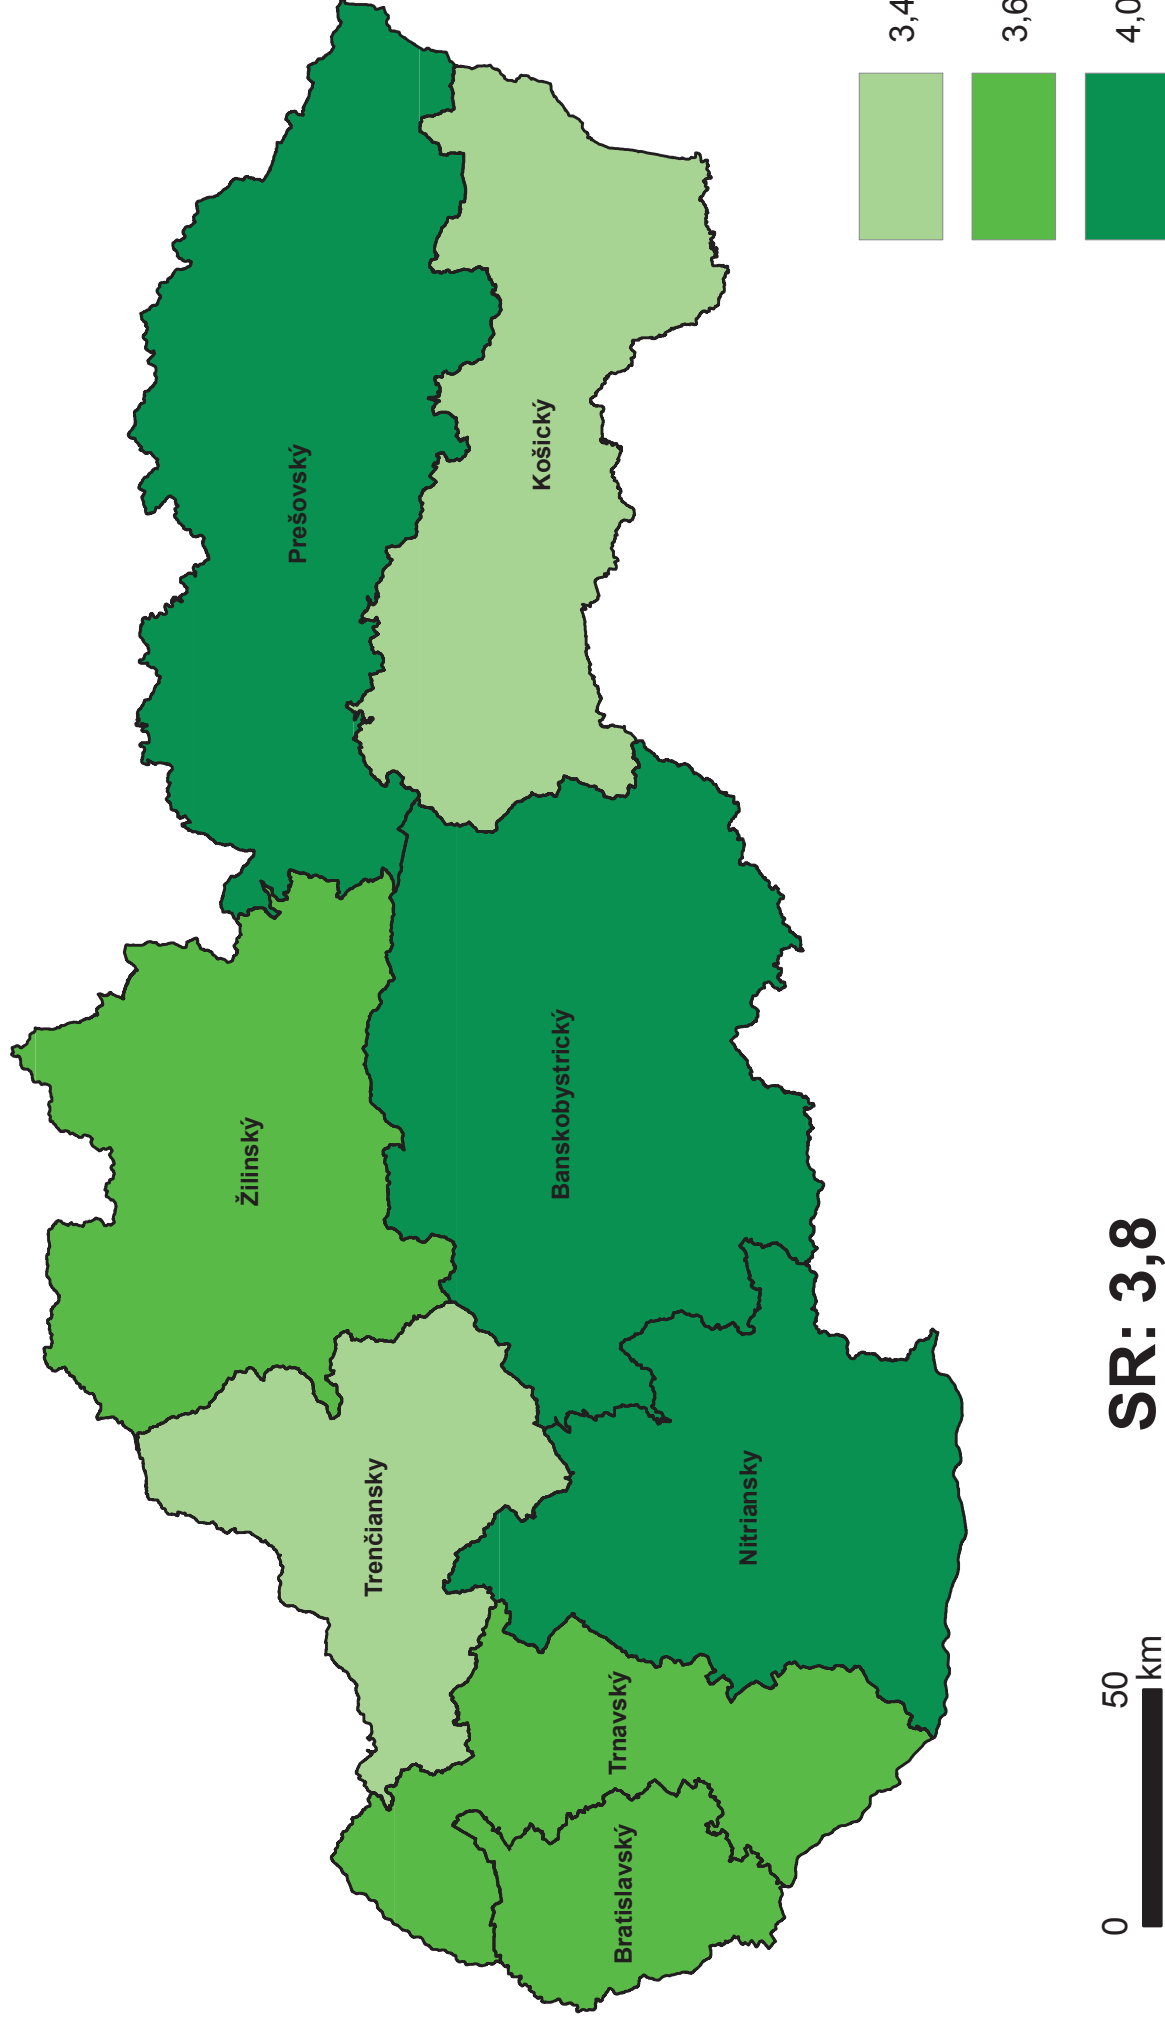 Prešovský
Košický
Žilinský
Banskobystrický
Trenčiansky
Nitriansky
Trnavský
Bratislavský
SR: 3,8
0 50
km
3,4
3,6
4,0